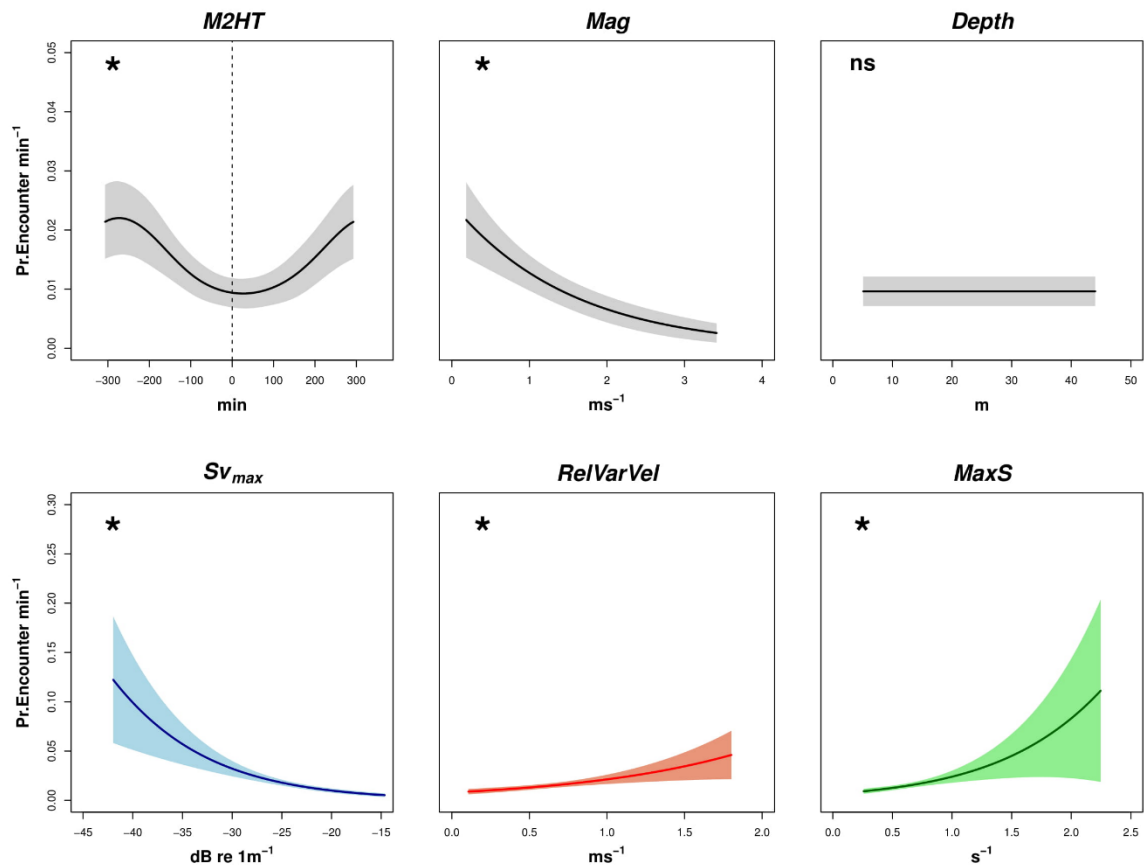 M2HT Mag Depth
* * ns
Pr.Encounter min⁻¹
0.05
0.04
0.03
0.02
0.01
0.00
−300 −200 −100 0 100 200 300
0 1 2 3 4
0 10 20 30 40 50
min ms⁻¹ m
Sv_max RelVarVel MaxS
* * *
Pr.Encounter min⁻¹
0.30
0.25
0.20
0.15
0.10
0.05
0.00
−45 −40 −35 −30 −25 −20 −15
0.0 0.5 1.0 1.5 2.0
0.0 0.5 1.0 1.5 2.0 2.5
dB re 1m⁻¹ ms⁻¹ s⁻¹